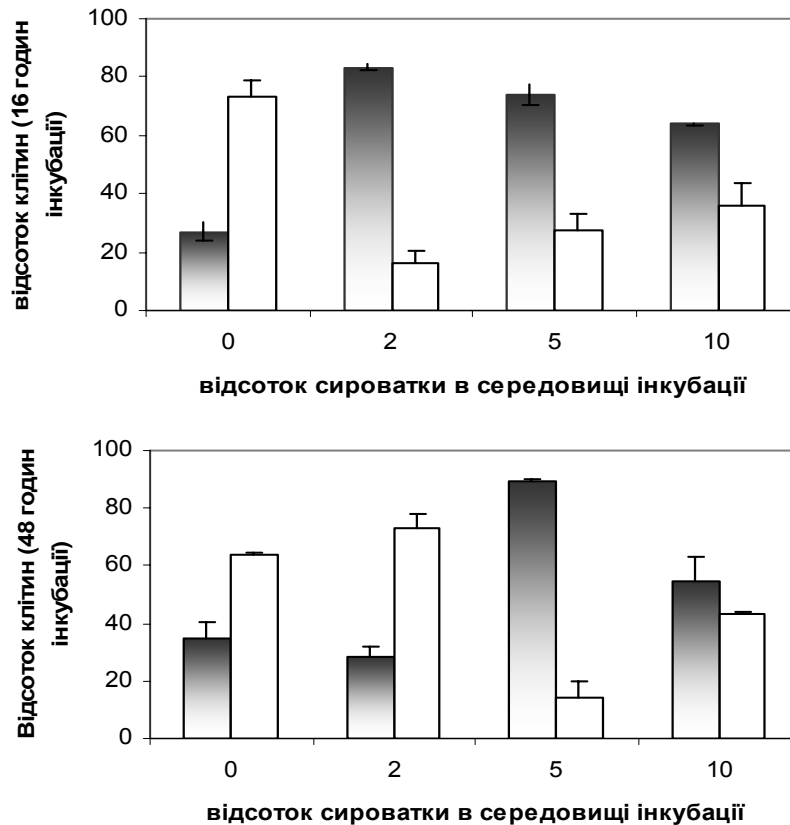 відсоток клітин (16 годин
інкубації)
100
80
60
40
20
0
0 2 5 10
відсоток сироватки в середовищі інкубації
Відсоток клітин (48 годин
інкубації)
100
80
60
40
20
0
0 2 5 10
відсоток сироватки в середовищі інкубації